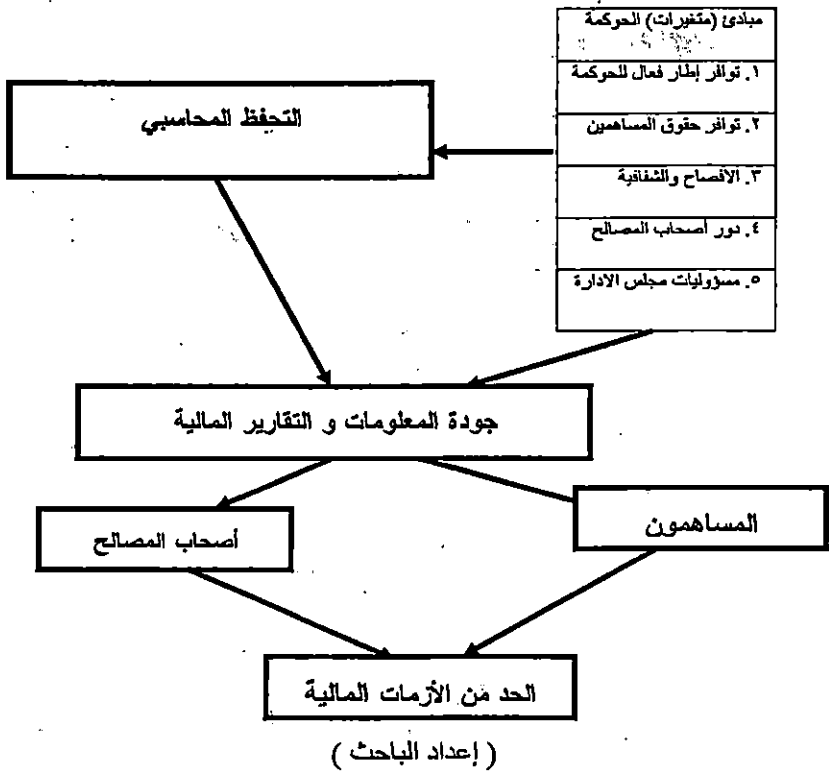 مبادئ (متغيرات) الحوكمة
١. توافر إطار فعال للحوكمة
٢. توافر حقوق المساهمين
٣. الافصاح والشفافية
٤. دور أصحاب المصالح
٥. مسؤوليات مجلس الادارة
التحفظ المحاسبي
جودة المعلومات و التقارير المالية
المساهمون
أصحاب المصالح
الحد من الأزمات المالية
( إعداد الباحث )